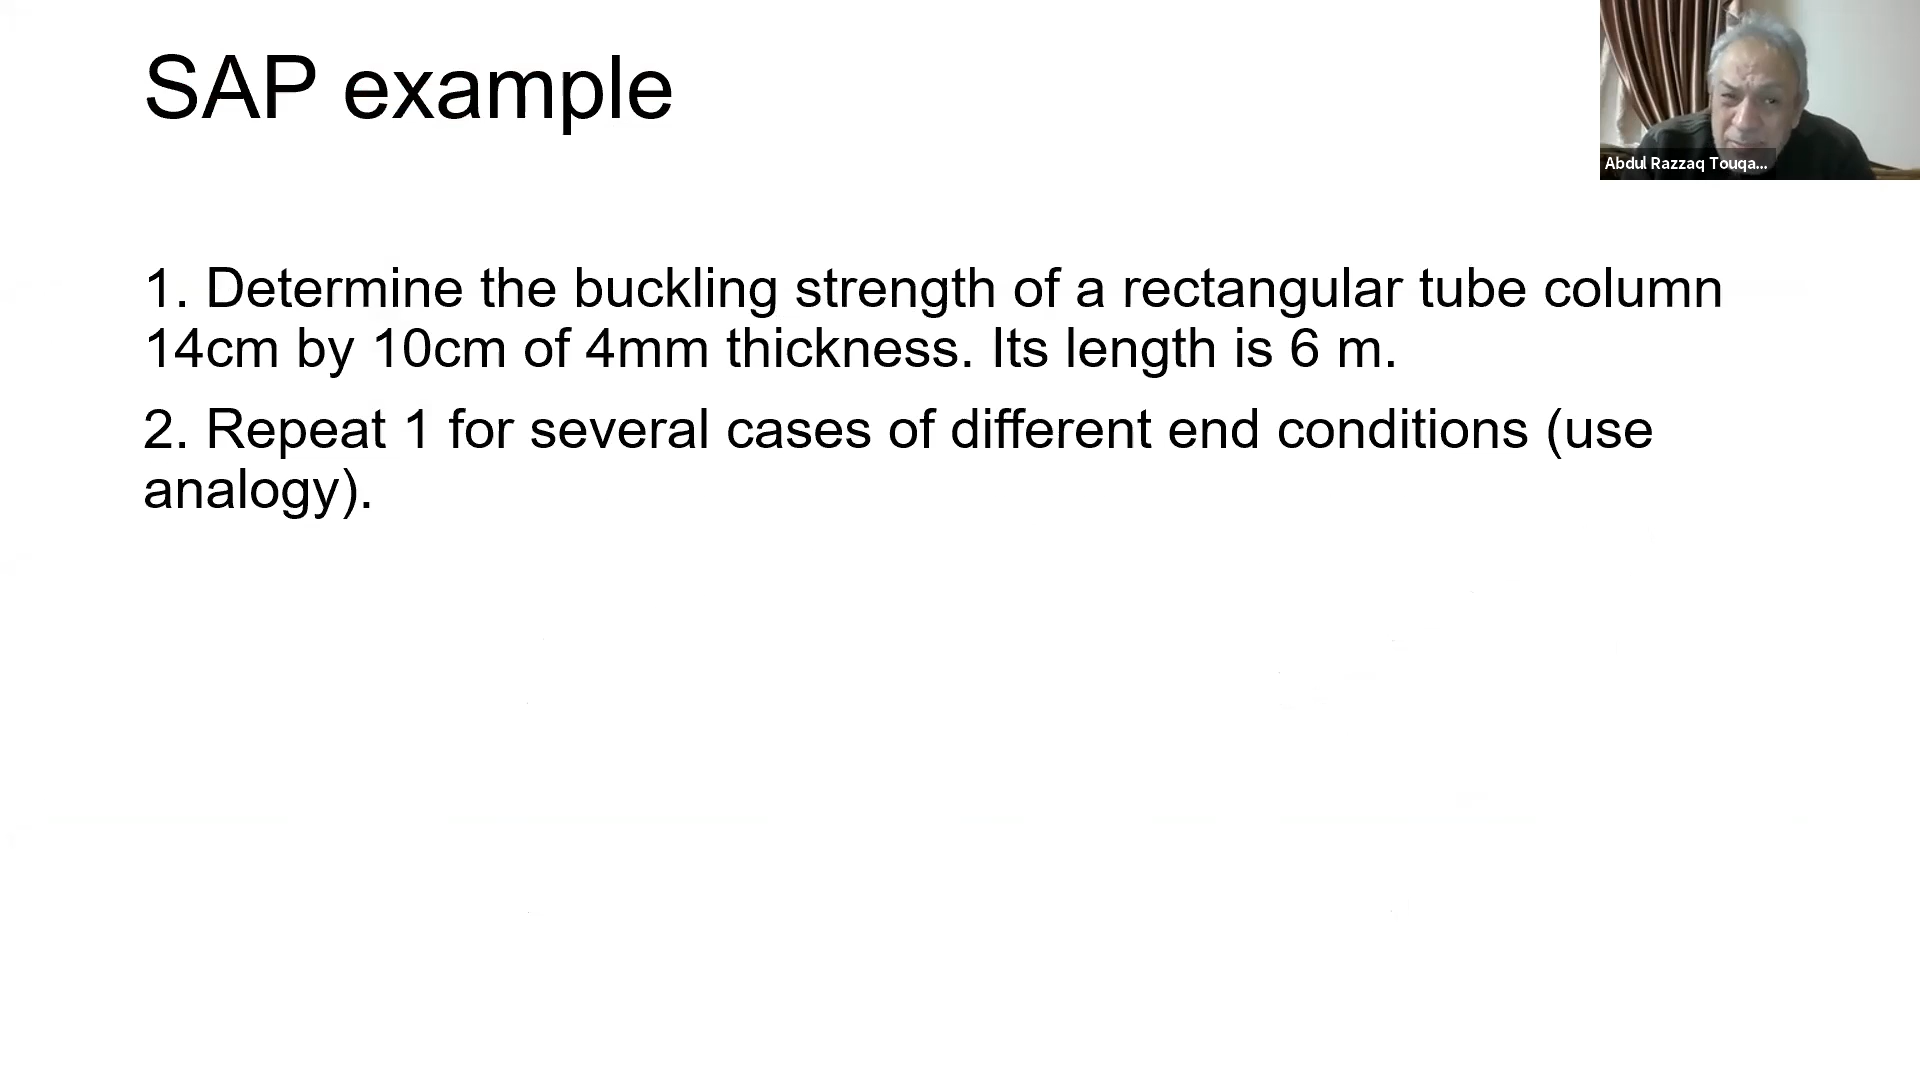 SAP example
Abdul Razzaq Touqa...
1. Determine the buckling strength of a rectangular tube column
14cm by 10cm of 4mm thickness. Its length is 6 m.
2. Repeat 1 for several cases of different end conditions (use
analogy).